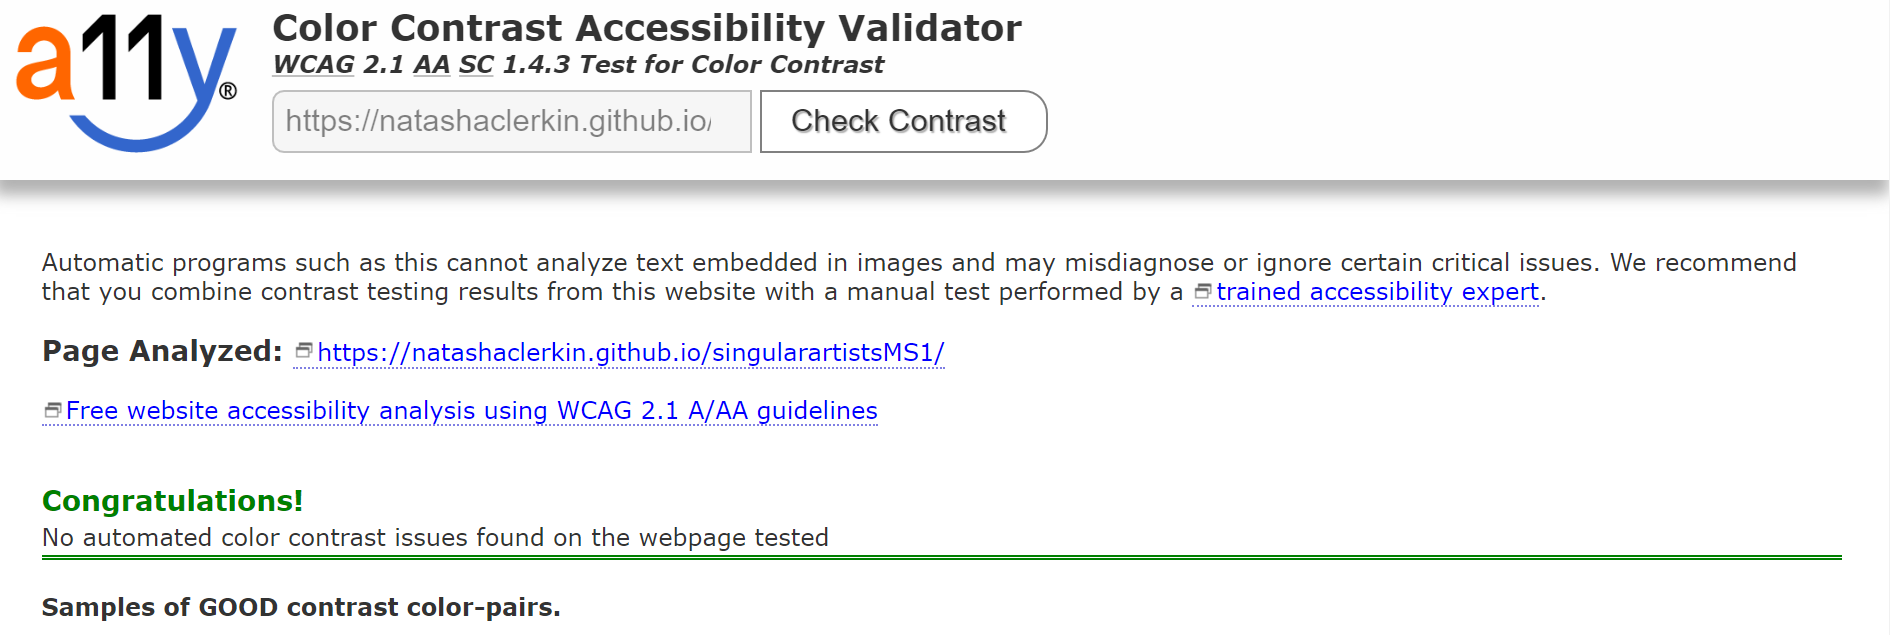 a11y®
Color Contrast Accessibility Validator
WCAG 2.1 AA SC 1.4.3 Test for Color Contrast
https://natashaclerkin.github.io/
Check Contrast
Automatic programs such as this cannot analyze text embedded in images and may misdiagnose or ignore certain critical issues. We recommend
that you combine contrast testing results from this website with a manual test performed by a trained accessibility expert.
Page Analyzed: https://natashaclerkin.github.io/singularartistsMS1/
Free website accessibility analysis using WCAG 2.1 A/AA guidelines
Congratulations!
No automated color contrast issues found on the webpage tested
Samples of GOOD contrast color-pairs.